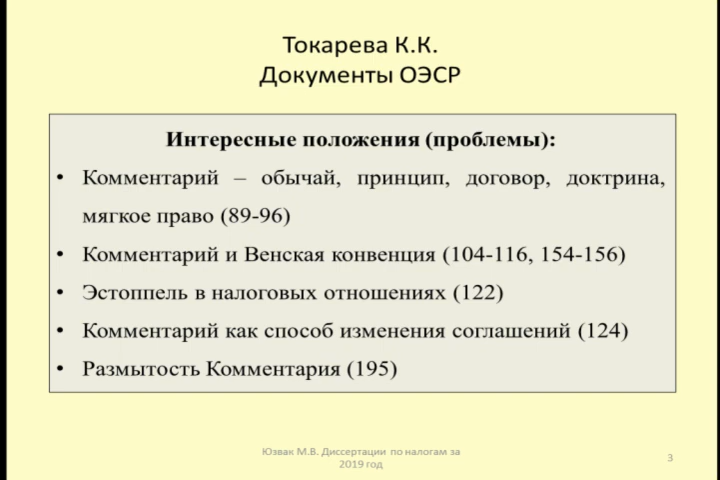 Токарева К.К.
Документы ОЭСР
Интересные положения (проблемы):
• Комментарий – обычай, принцип, договор, доктрина,
мягкое право (89-96)
• Комментарий и Венская конвенция (104-116, 154-156)
• Эстоппель в налоговых отношениях (122)
• Комментарий как способ изменения соглашений (124)
• Размытость Комментария (195)
Юзвак М.В. Диссертации по налогам за
2019 год
3